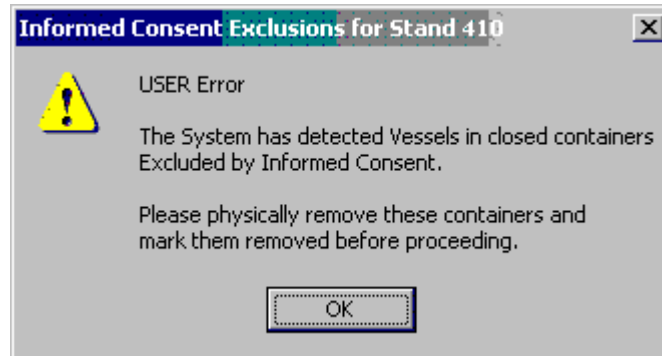 Informed Consent Exclusions for Stand 410
USER Error
The System has detected Vessels in closed containers
Excluded by Informed Consent.
Please physically remove these containers and
mark them removed before proceeding.
OK